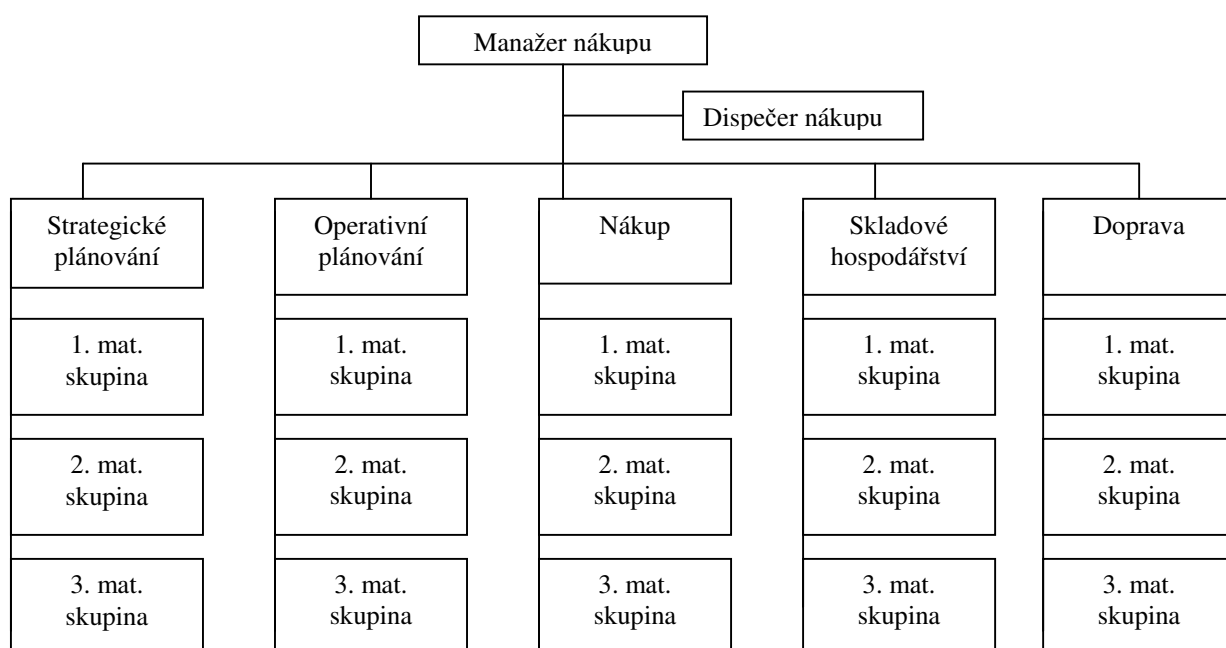 Manažer nákupu
Dispečer nákupu
Strategické
plánování
Operativní
plánování
Nákup
Skladové
hospodářství
Doprava
1. mat.
skupina
1. mat.
skupina
1. mat.
skupina
1. mat.
skupina
1. mat.
skupina
2. mat.
skupina
2. mat.
skupina
2. mat.
skupina
2. mat.
skupina
2. mat.
skupina
3. mat.
skupina
3. mat.
skupina
3. mat.
skupina
3. mat.
skupina
3. mat.
skupina